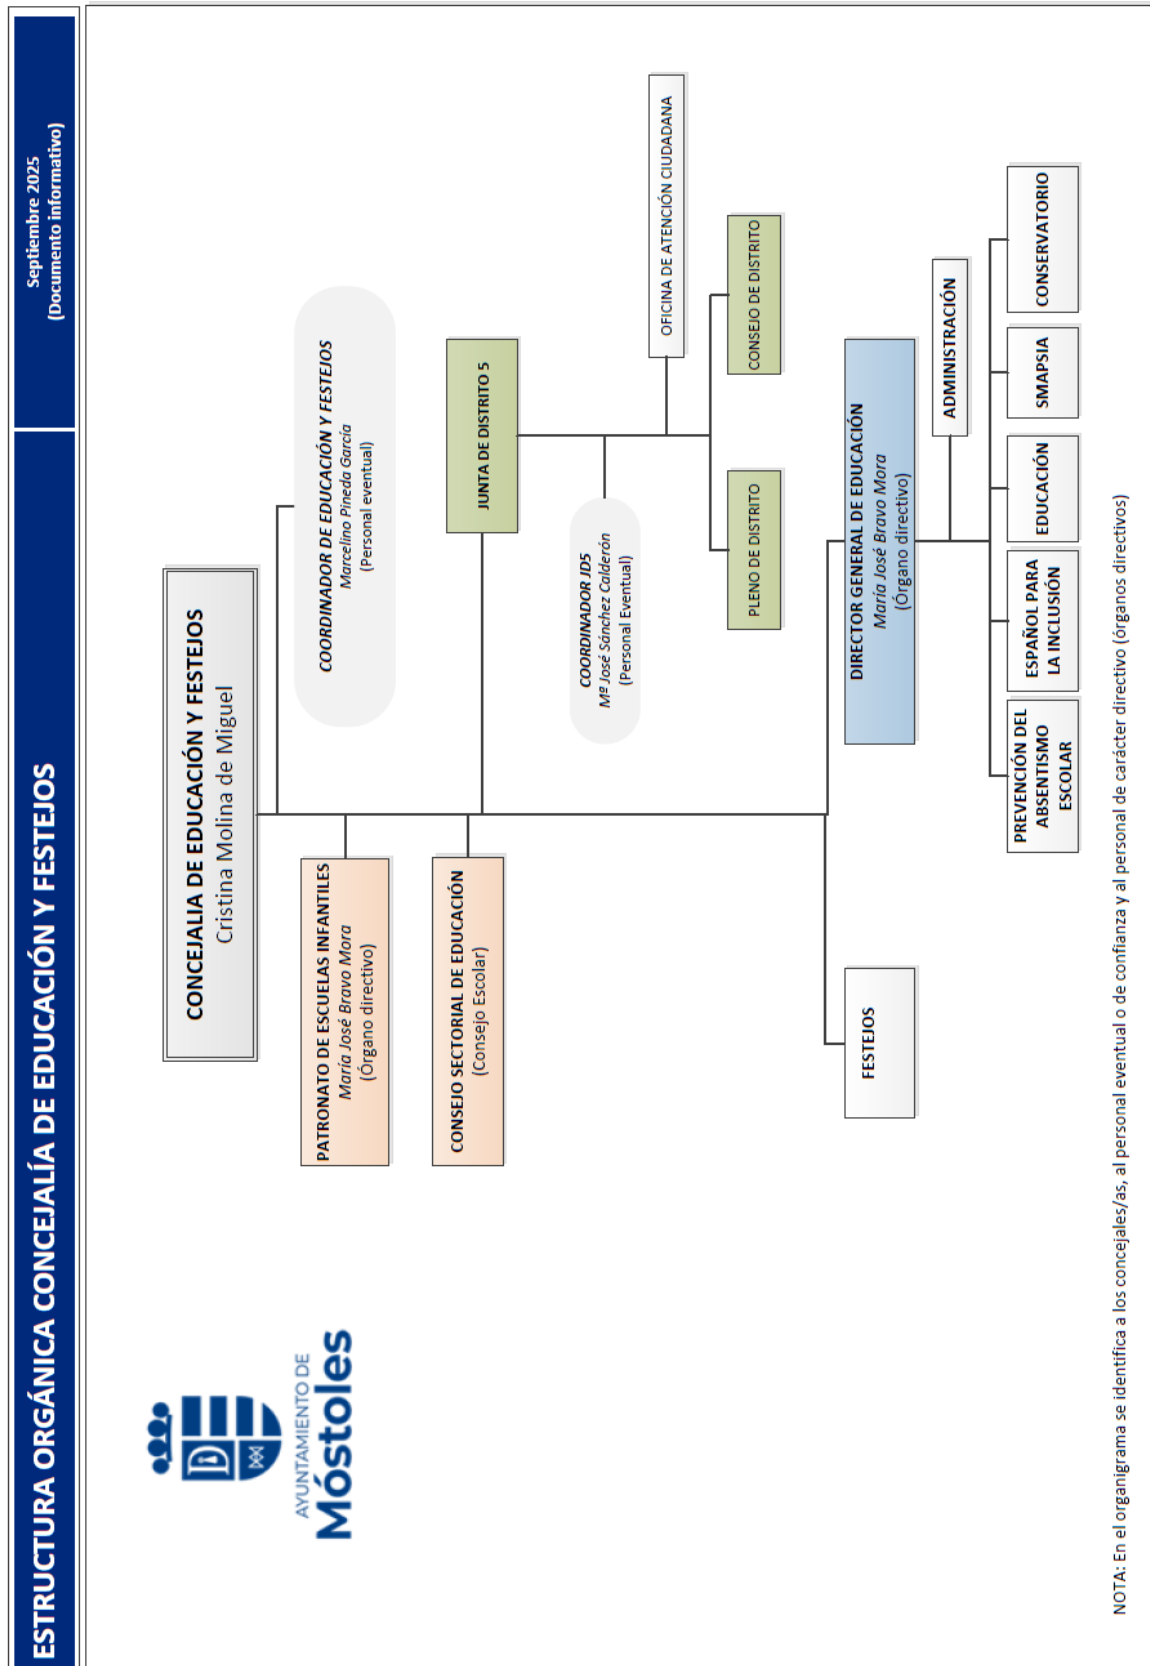 ESTRUCTURA ORGÁNICA CONCEJALÍA DE EDUCACIÓN Y FESTEJOS
Septiembre 2025
(Documento informativo)
AYUNTAMIENTO DE
Móstoles
CONCEJALIA DE EDUCACIÓN Y FESTEJOS
Cristina Molina de Miguel
PATRONATO DE ESCUELAS INFANTILES
María José Bravo Mora
(Órgano directivo)
COORDINADOR DE EDUCACIÓN Y FESTEJOS
Marcelino Pineda García
(Personal eventual)
CONSEJO SECTORIAL DE EDUCACIÓN
(Consejo Escolar)
JUNTA DE DISTRITO 5
COORDINADOR JD5
Mª José Sánchez Calderón
(Personal Eventual)
OFICINA DE ATENCIÓN CIUDADANA
PLENO DE DISTRITO
CONSEJO DE DISTRITO
FESTEJOS
DIRECTOR GENERAL DE EDUCACIÓN
María José Bravo Mora
(Órgano directivo)
ADMINISTRACIÓN
PREVENCIÓN DEL
ABSENTISMO
ESCOLAR
ESPAÑOL PARA
LA INCLUSIÓN
EDUCACIÓN
SMAPSIA
CONSERVATORIO
NOTA: En el organigrama se identifica a los concejales/as, al personal eventual o de confianza y al personal de carácter directivo (órganos directivos)